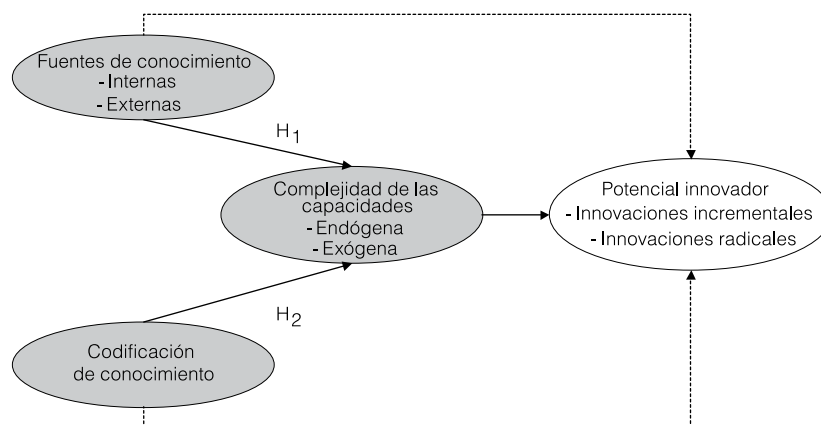 Fuentes de conocimiento
- Internas
- Externas
H1
Complejidad de las
capacidades
- Endógena
- Exógena
Potencial innovador
- Innovaciones incrementales
- Innovaciones radicales
H2
Codificación
de conocimiento